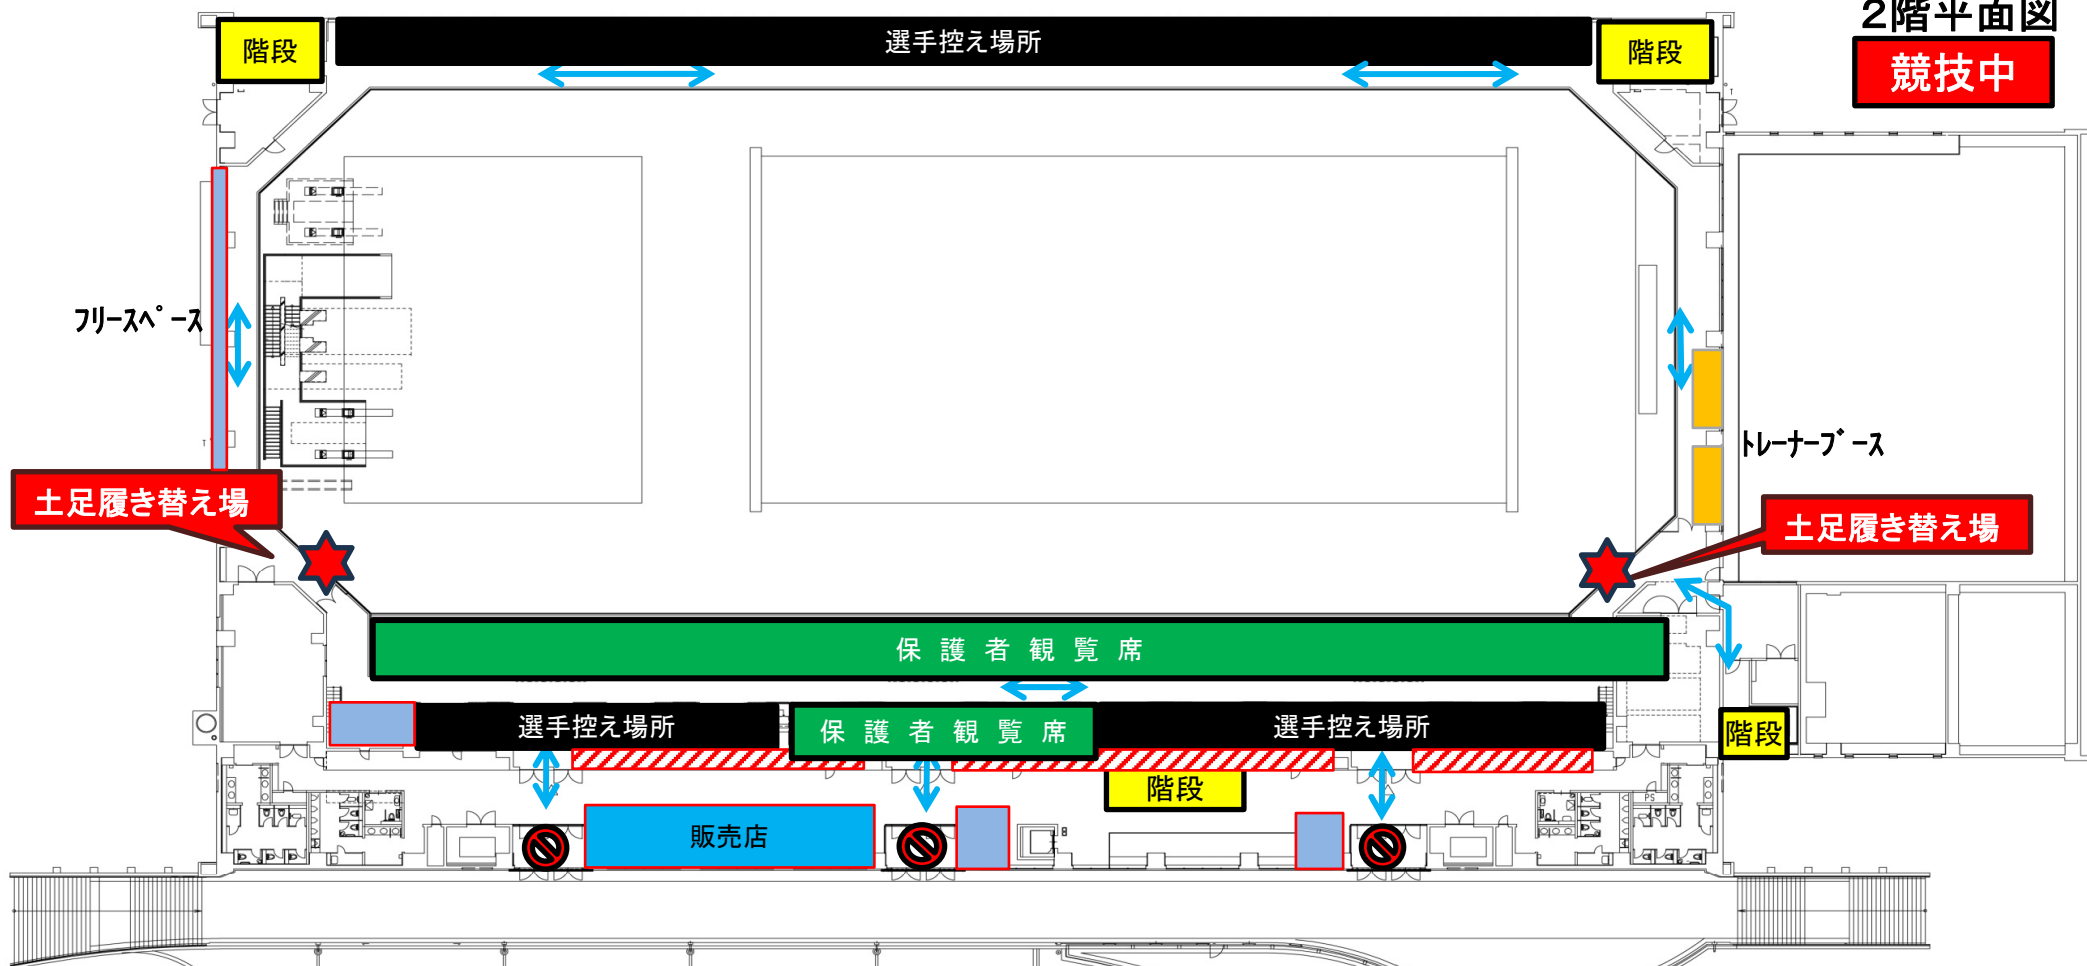 2階平面図
階段
選手控え場所
階段
競技中
フリースペース
トレーナーブース
土足履き替え場
土足履き替え場
保護者観覧席
選手控え場所
保護者観覧席
選手控え場所
階段
階段
販売店
PS